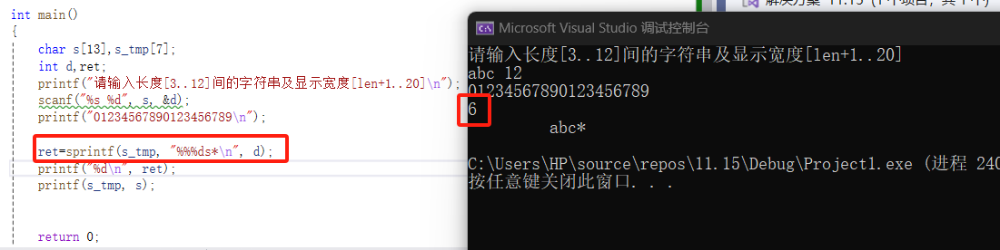 解决方案 '11.15' (1 个项目，共 1 个)
int main()
{
char s[13],s_tmp[7];
int d,ret;
printf("请输入长度[3..12]间的字符串及显示宽度[len+1..20]\n");
scanf("%s %d", s, &d);
printf("01234567890123456789\n");
ret=sprintf(s_tmp, "%%%ds*\n", d);
printf("%d\n", ret);
printf(s_tmp, s);
return 0;
Microsoft Visual Studio 调试控制台
请输入长度[3..12]间的字符串及显示宽度[len+1..20]
abc 12
01234567890123456789
6
abc*
C:\Users\HP\source\repos\11.15\Debug\Project1.exe (进程 240
按任意键关闭此窗口. . .